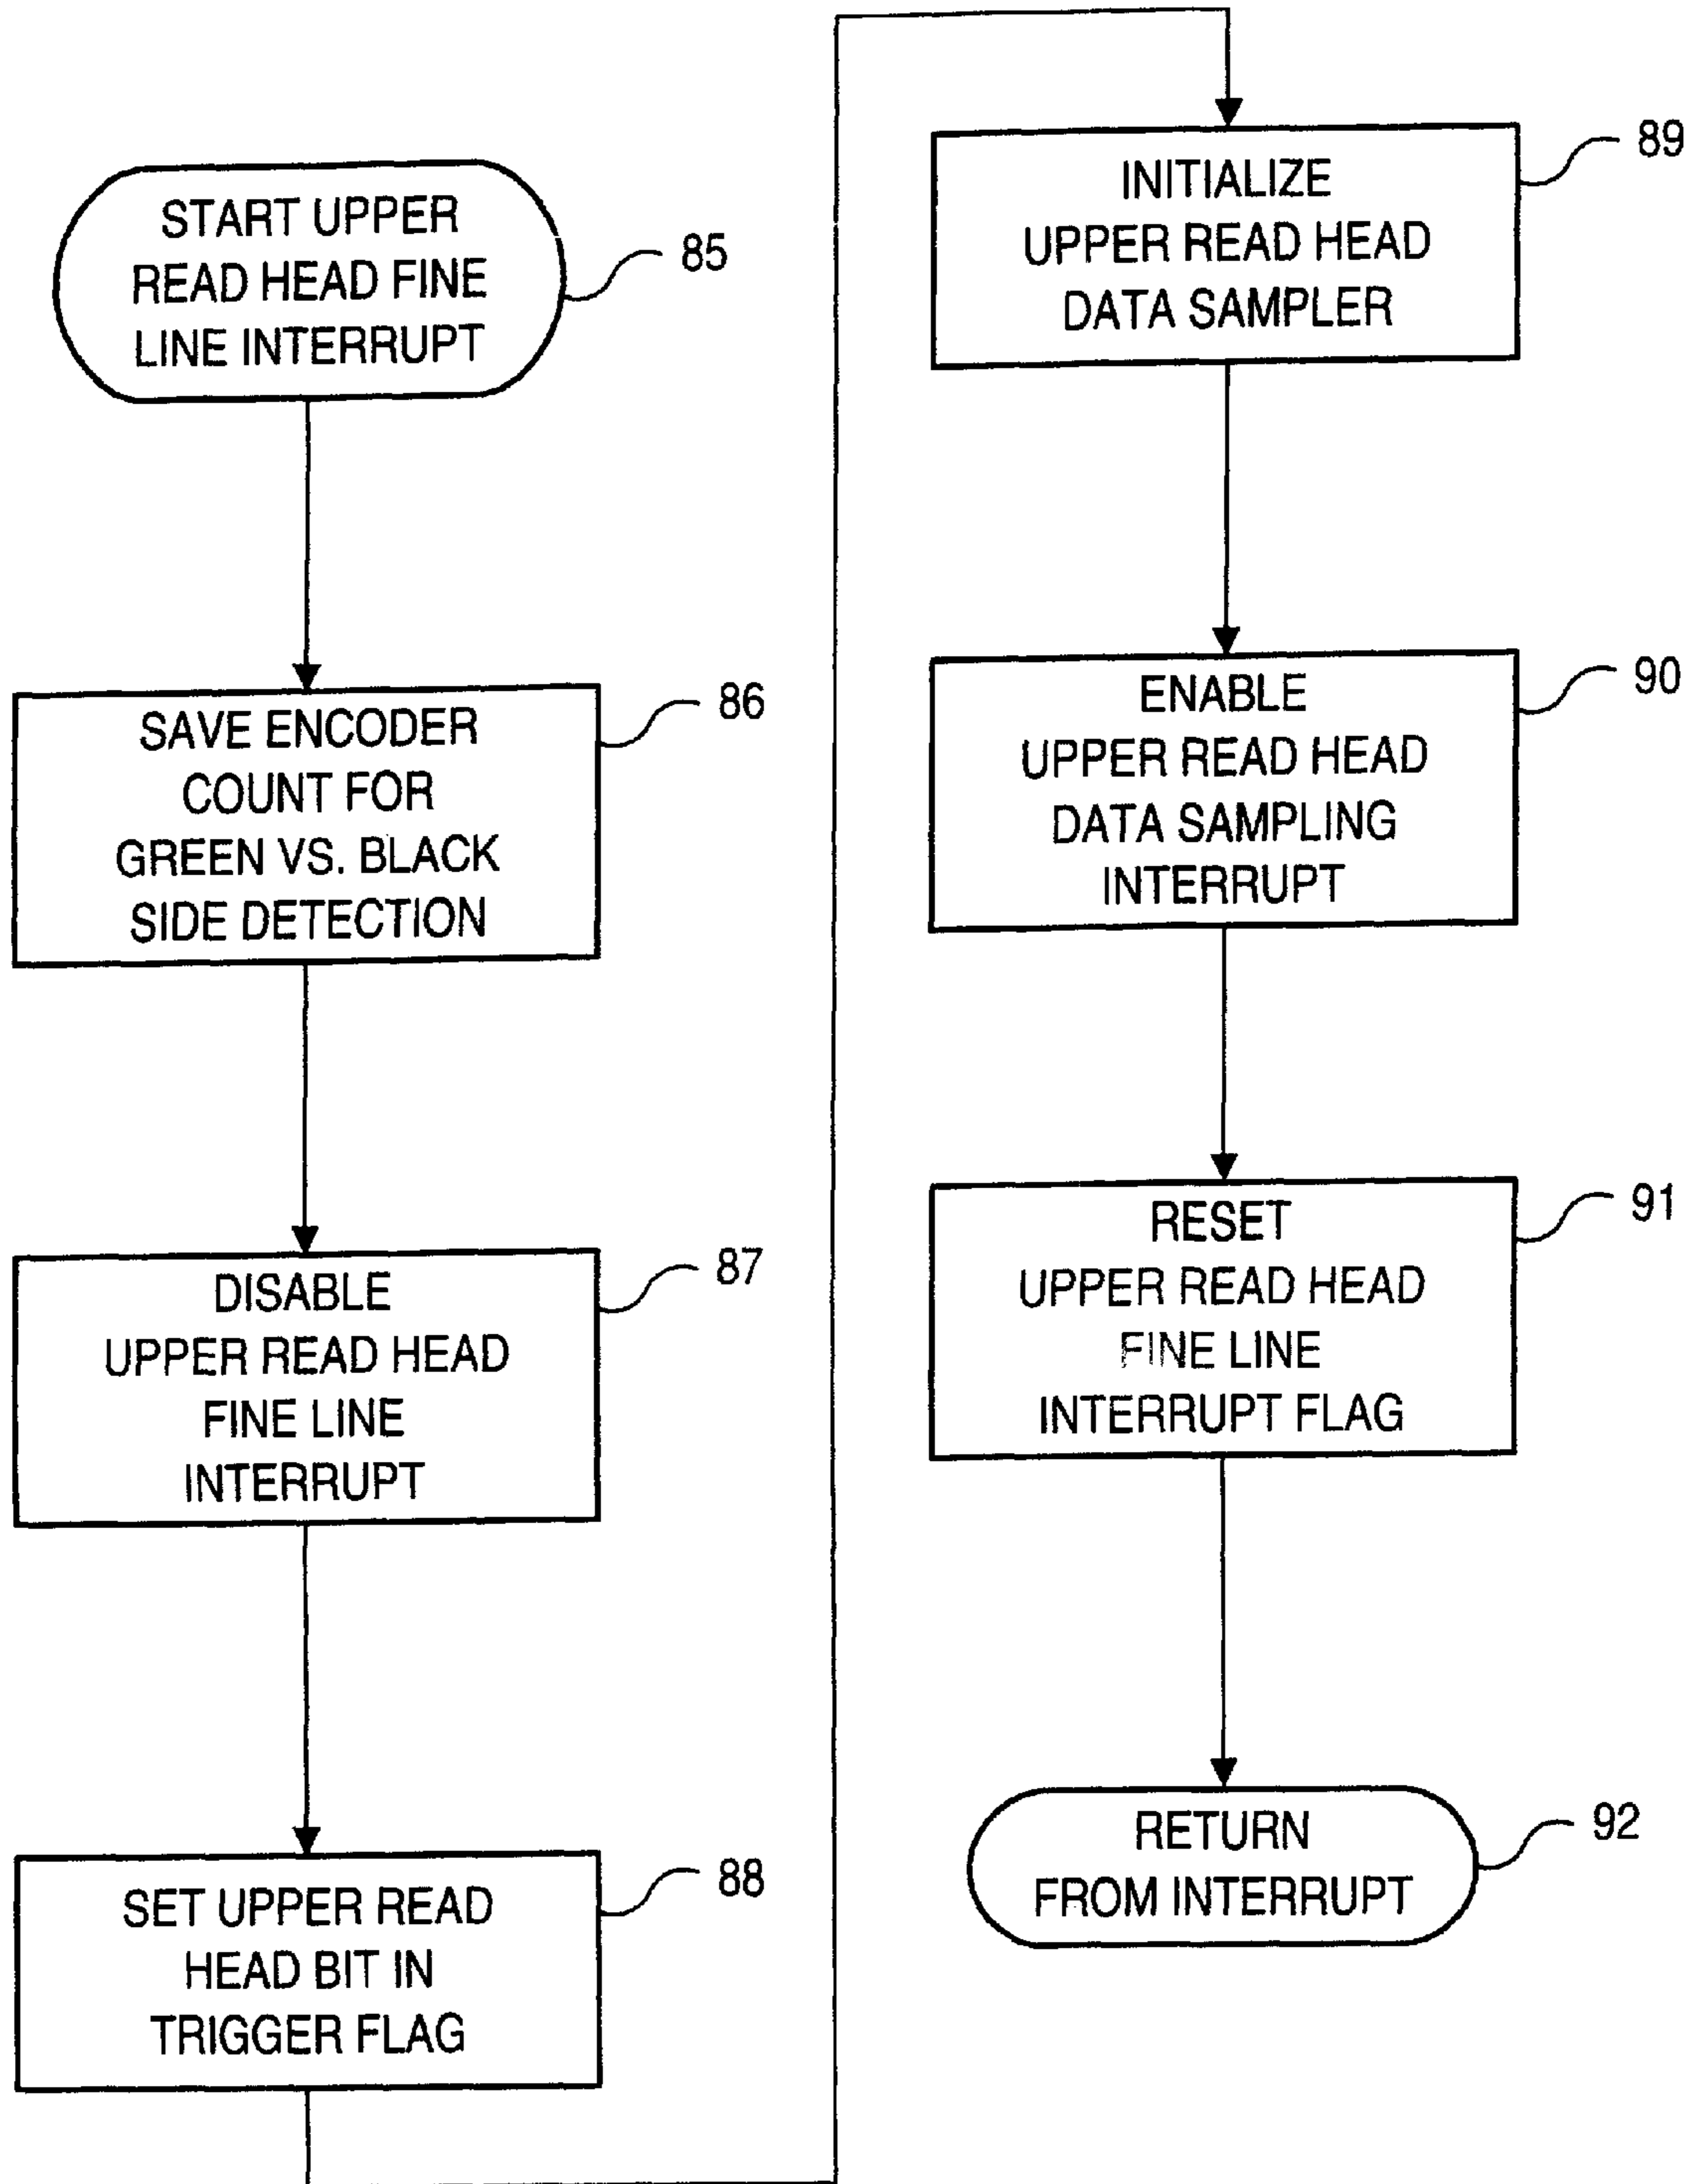 START UPPER
READ HEAD FINE
LINE INTERRUPT
85
SAVE ENCODER
COUNT FOR
GREEN VS. BLACK
SIDE DETECTION
86
DISABLE
UPPER READ HEAD
FINE LINE
INTERRUPT
87
SET UPPER READ
HEAD BIT IN
TRIGGER FLAG
88
INITIALIZE
UPPER READ HEAD
DATA SAMPLER
89
ENABLE
UPPER READ HEAD
DATA SAMPLING
INTERRUPT
90
RESET
UPPER READ HEAD
FINE LINE
INTERRUPT FLAG
91
RETURN
FROM INTERRUPT
92